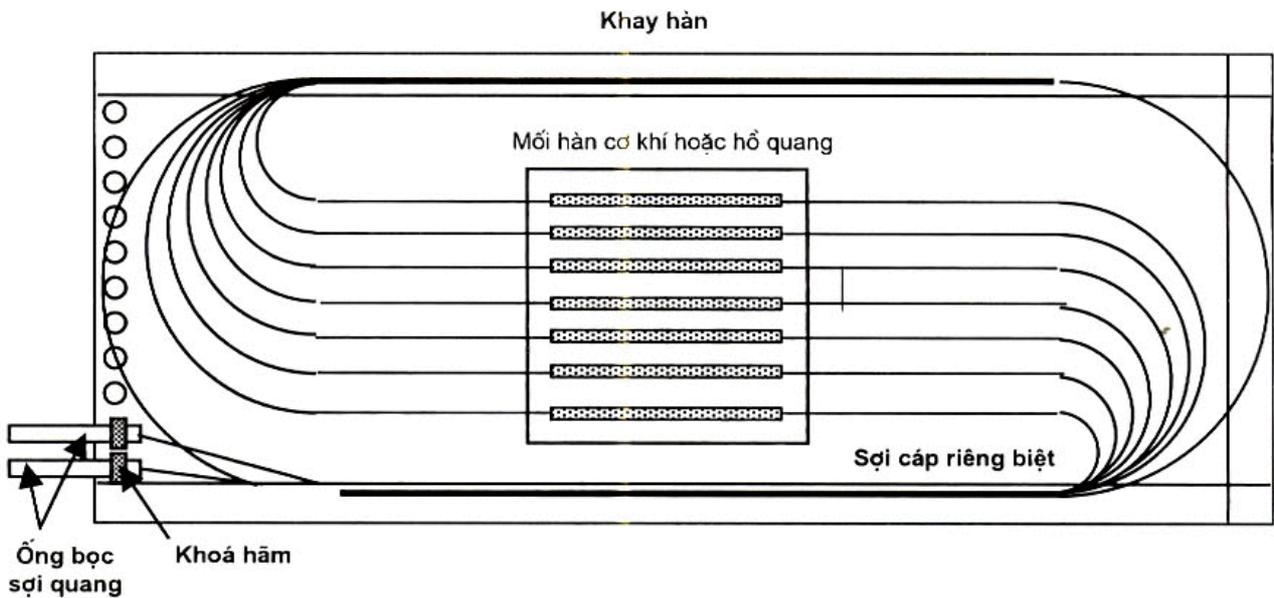 Khay hàn
Mối hàn cơ khí hoặc hồ quang
Sợi cáp riêng biệt
Ống bọc
sợi quang
Khoá hãm